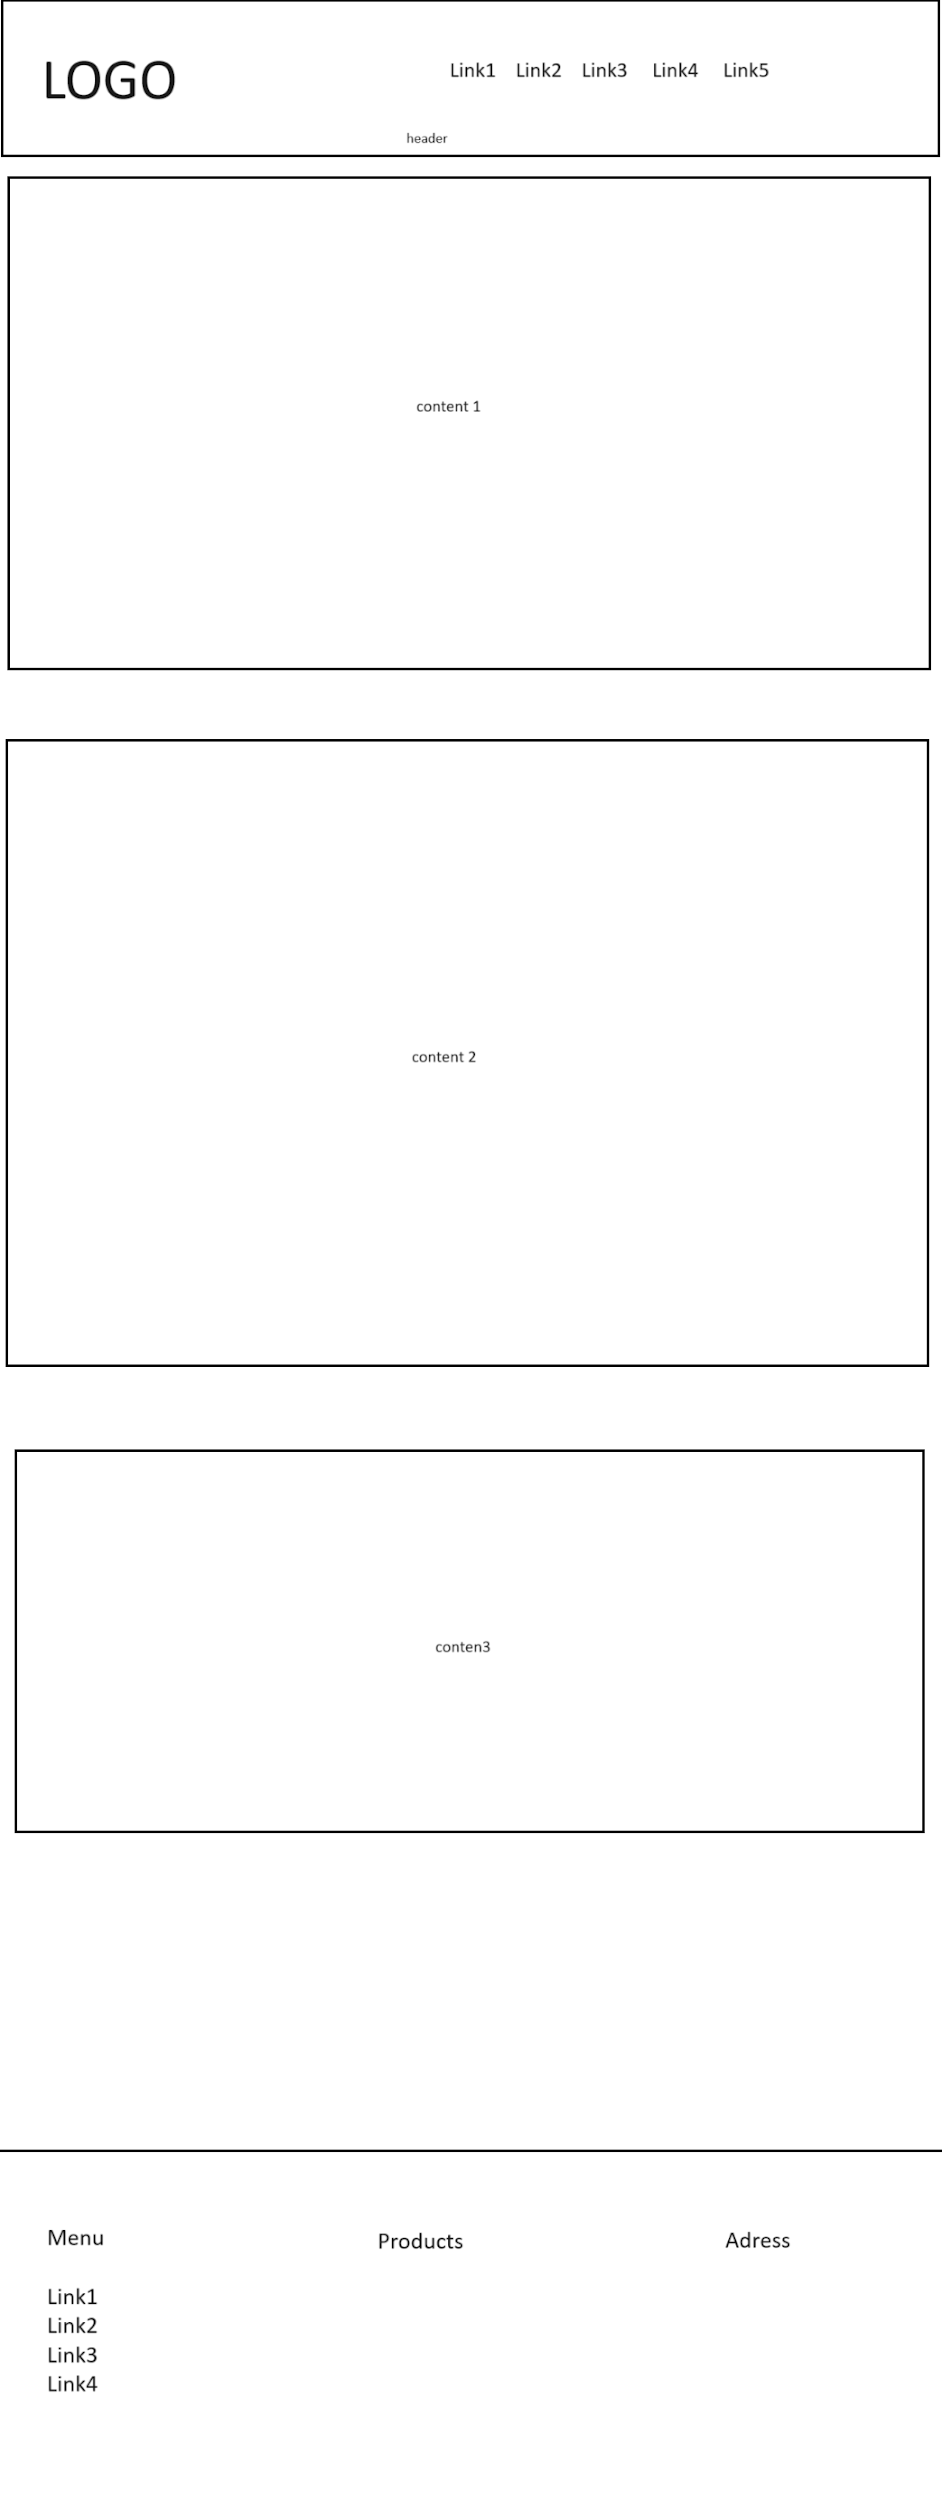 LOGO
Link1 Link2 Link3 Link4 Link5
header
content 1
content 2
conten3
Menu
Products
Adress
Link1
Link2
Link3
Link4